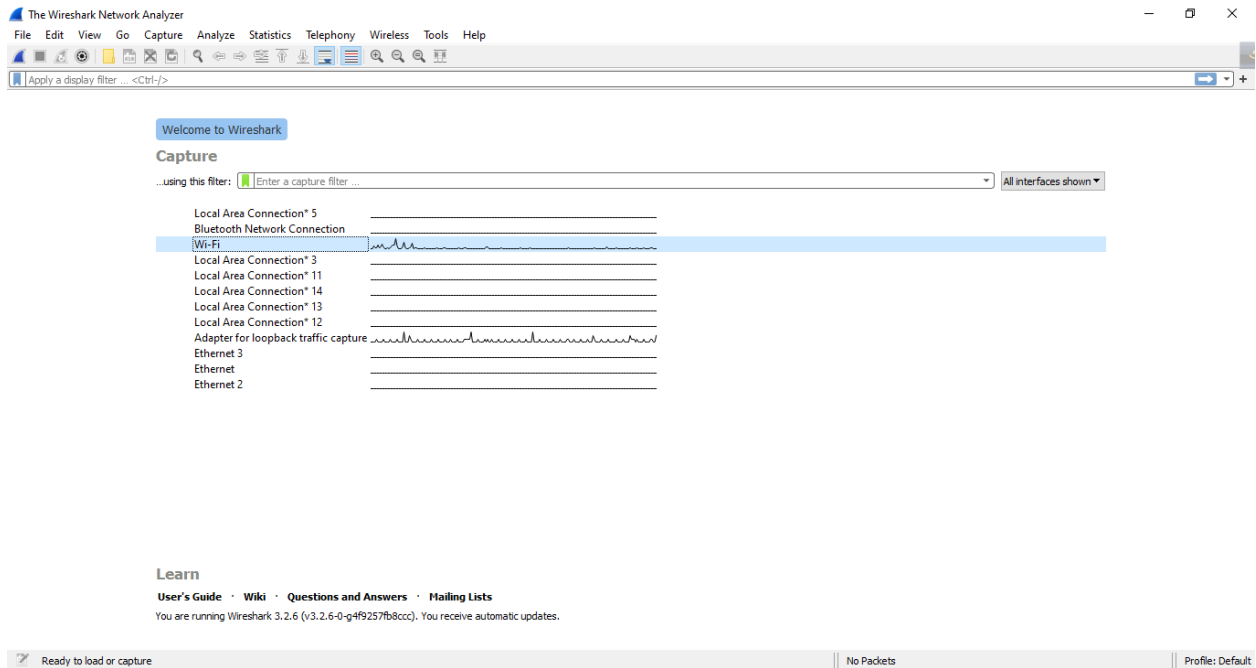 The Wireshark Network Analyzer
File Edit View Go Capture Analyze Statistics Telephony Wireless Tools Help
Apply a display filter ... <Ctrl-/>
+
Welcome to Wireshark
Capture
...using this filter: Enter a capture filter ... All interfaces shown
Local Area Connection* 5
Bluetooth Network Connection
Wi-Fi
Local Area Connection* 3
Local Area Connection* 11
Local Area Connection* 14
Local Area Connection* 13
Local Area Connection* 12
Adapter for loopback traffic capture
Ethernet 3
Ethernet
Ethernet 2
Learn
User's Guide · Wiki · Questions and Answers · Mailing Lists
You are running Wireshark 3.2.6 (v3.2.6-0-g4f9257fb8ccc). You receive automatic updates.
Ready to load or capture No Packets Profile: Default